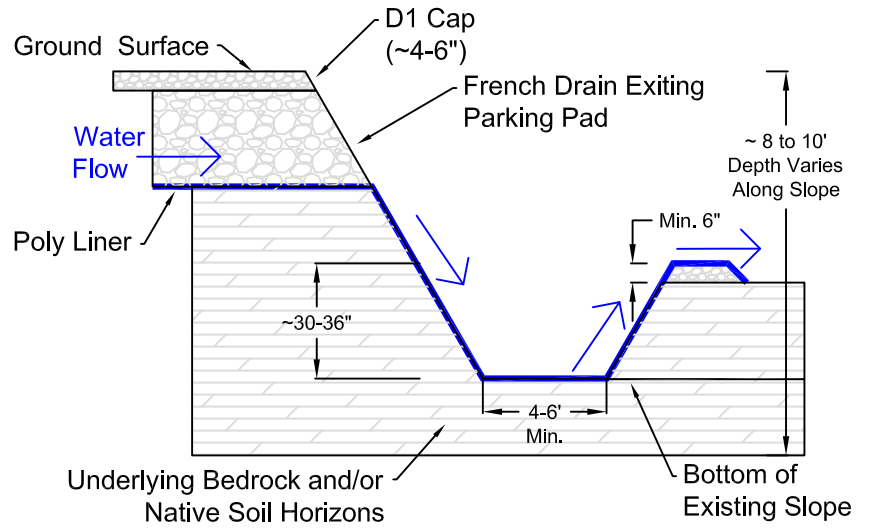 D1 Cap
(~4-6")
Ground Surface
French Drain Exiting
Parking Pad
Water
Flow
~ 8 to 10'
Depth Varies
Along Slope
Min. 6"
Poly Liner
~30-36"
4-6'
Min.
Underlying Bedrock and/or
Native Soil Horizons
Bottom of
Existing Slope